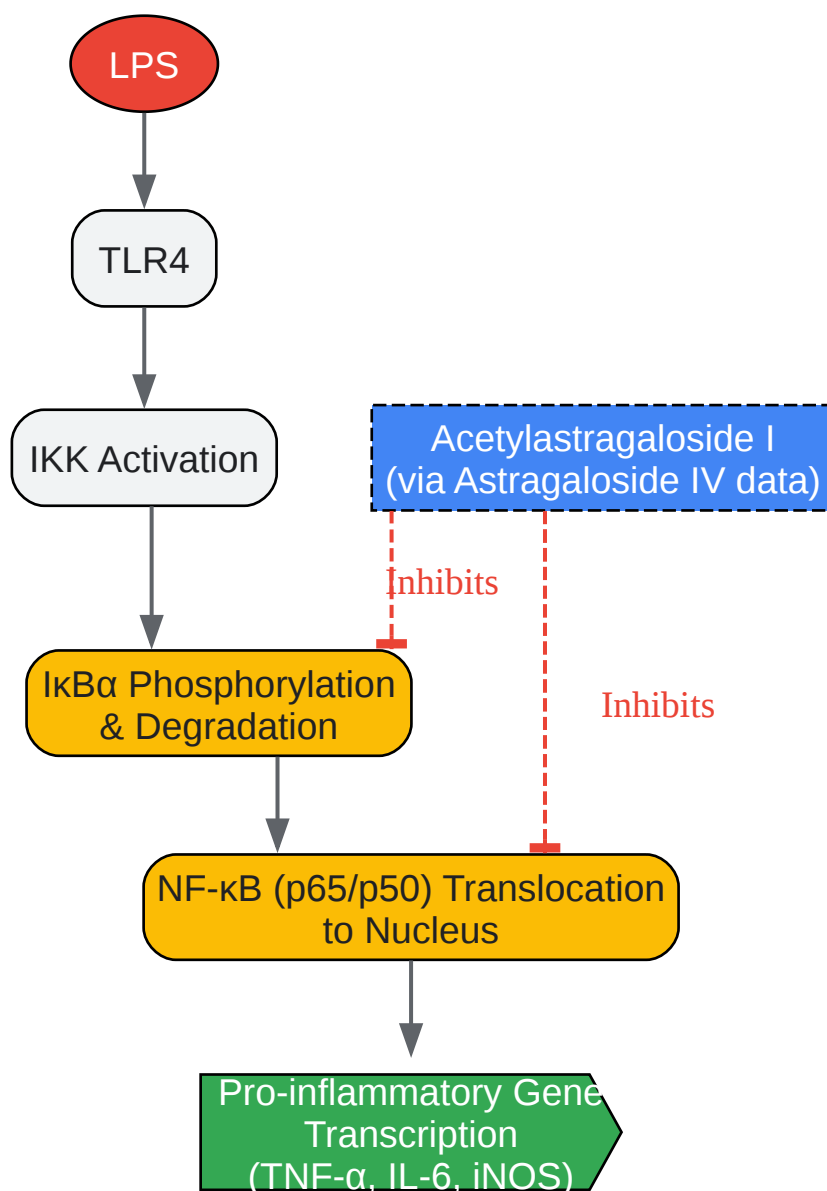 LPS
TLR4
IKK Activation
Acetylastragaloside I
(via Astragaloside IV data)
Inhibits
IκBα Phosphorylation
& Degradation
Inhibits
NF-κB (p65/p50) Translocation
to Nucleus
Pro-inflammatory Gene
Transcription
(TNF-α, IL-6, iNOS)